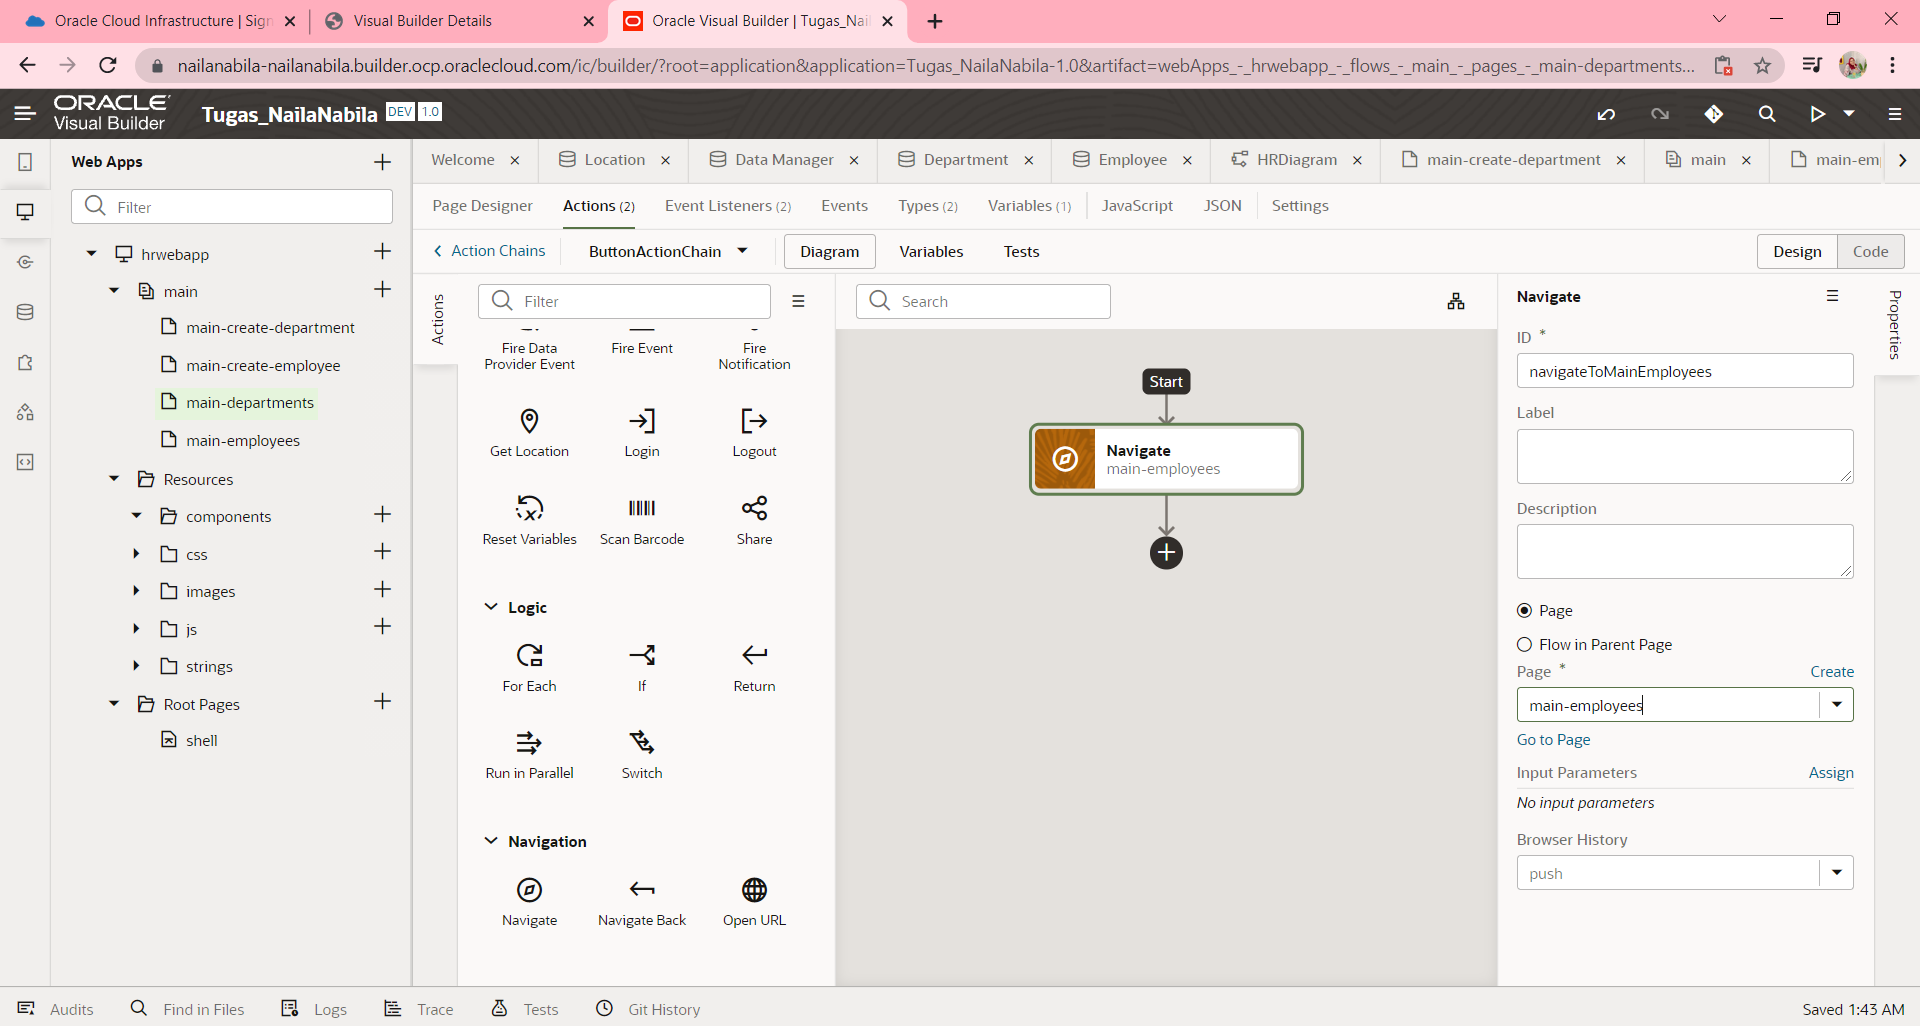 Oracle Cloud Infrastructure | Sign
Visual Builder Details
Oracle Visual Builder | Tugas_Nail
nailanabila-nailanabila.builder.ocp.oraclecloud.com/ic/builder/?root=application&application=Tugas_NailaNabila-1.0&artifact=webApps_-_hrwebapp_-_flows_-_main_-_pages_-_main-departments...
ORACLE
Visual Builder
Tugas_NailaNabila DEV 1.0
Web Apps
Welcome
Location
Data Manager
Department
Employee
HRDiagram
main-create-department
main
main-em
Filter
Page Designer
Actions (2)
Event Listeners (2)
Events
Types (2)
Variables (1)
JavaScript
JSON
Settings
Action Chains
ButtonActionChain
Diagram
Variables
Tests
Design
Code
hrwebapp
main
main-create-department
main-create-employee
main-departments
main-employees
Resources
components
css
images
js
strings
Root Pages
shell
Actions
Filter
Fire Data
Provider Event
Fire Event
Fire
Notification
Get Location
Login
Logout
Reset Variables
Scan Barcode
Share
Logic
For Each
If
Return
Run in Parallel
Switch
Navigation
Navigate
Navigate Back
Open URL
Search
Start
Navigate
main-employees
Navigate
Properties
ID *
navigateToMainEmployees
Label
Description
Page
Flow in Parent Page
Page *
Create
main-employees
Go to Page
Input Parameters
Assign
No input parameters
Browser History
push
Audits
Find in Files
Logs
Trace
Tests
Git History
Saved 1:43 AM